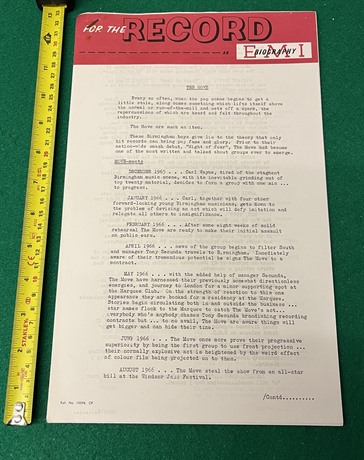 FOR THE RECORD
BIOGRAPHY
E M I
THE MOVE
Every so often, when the pop scene begins to get a
little stale, along comes something which lifts itself above
the normal or run-of-the-mill and sets off a spark, the
repercussions of which are heard and felt throughout the
industry.
The Move are such an item.
These Birmingham boys give lie to the theory that only
hit records can bring pop fame and glory. Prior to their
nation-wide smash debut, "Night of Fear", The Move had become
one of the most written and talked about groups ever to emerge.
MOVE-ments
DECEMBER 1965 . . . Carl Wayne, tired of the stagnant
Birmingham music scene, with its inevitable grinding out of
top twenty material, decides to form a group with one aim ...
to progress.
JANUARY 1966 . . . Carl, together with four other
forward-looking young Birmingham musicians, gets down to
the problem of devising an act which will defy imitation and
relegate all others to insignificance.
FEBRUARY 1966 . . . After some eight weeks of solid
rehearsal The Move are ready to make their initial assault
on public ears.
APRIL 1966 . . . news of the group begins to filter South
and manager Tony Secunda travels to Birmingham. Immediately
aware of their tremendous potential he signs The Move to a
contract.
MAY 1966 . . . with the added help of manager Secunda,
The Move have harnessed their previously somewhat directionless
energies, and journey to London for a minor supporting spot at
the Marquee Club. On the strength of reaction to this one
appearance they are booked for a residency at the Marquee.
Stories begin circulating both in and outside the business ...
star names flock to the Marquee to catch The Move's act...
everybody who's anybody chases Tony Secunda brandishing recording
contracts but ... to no avail, The Move are aware things will
get bigger and can bide their time.
JUNE 1966 . . . The Move once more prove their progressive
superiority by being the first group to use front projection ...
their normally explosive act is heightened by the weird effect
of colour film being projected on to them.
AUGUST 1966 . . . The Move steal the show from an all-star
bill at the Windsor Jazz Festival.
/Contd..........
STANLEY